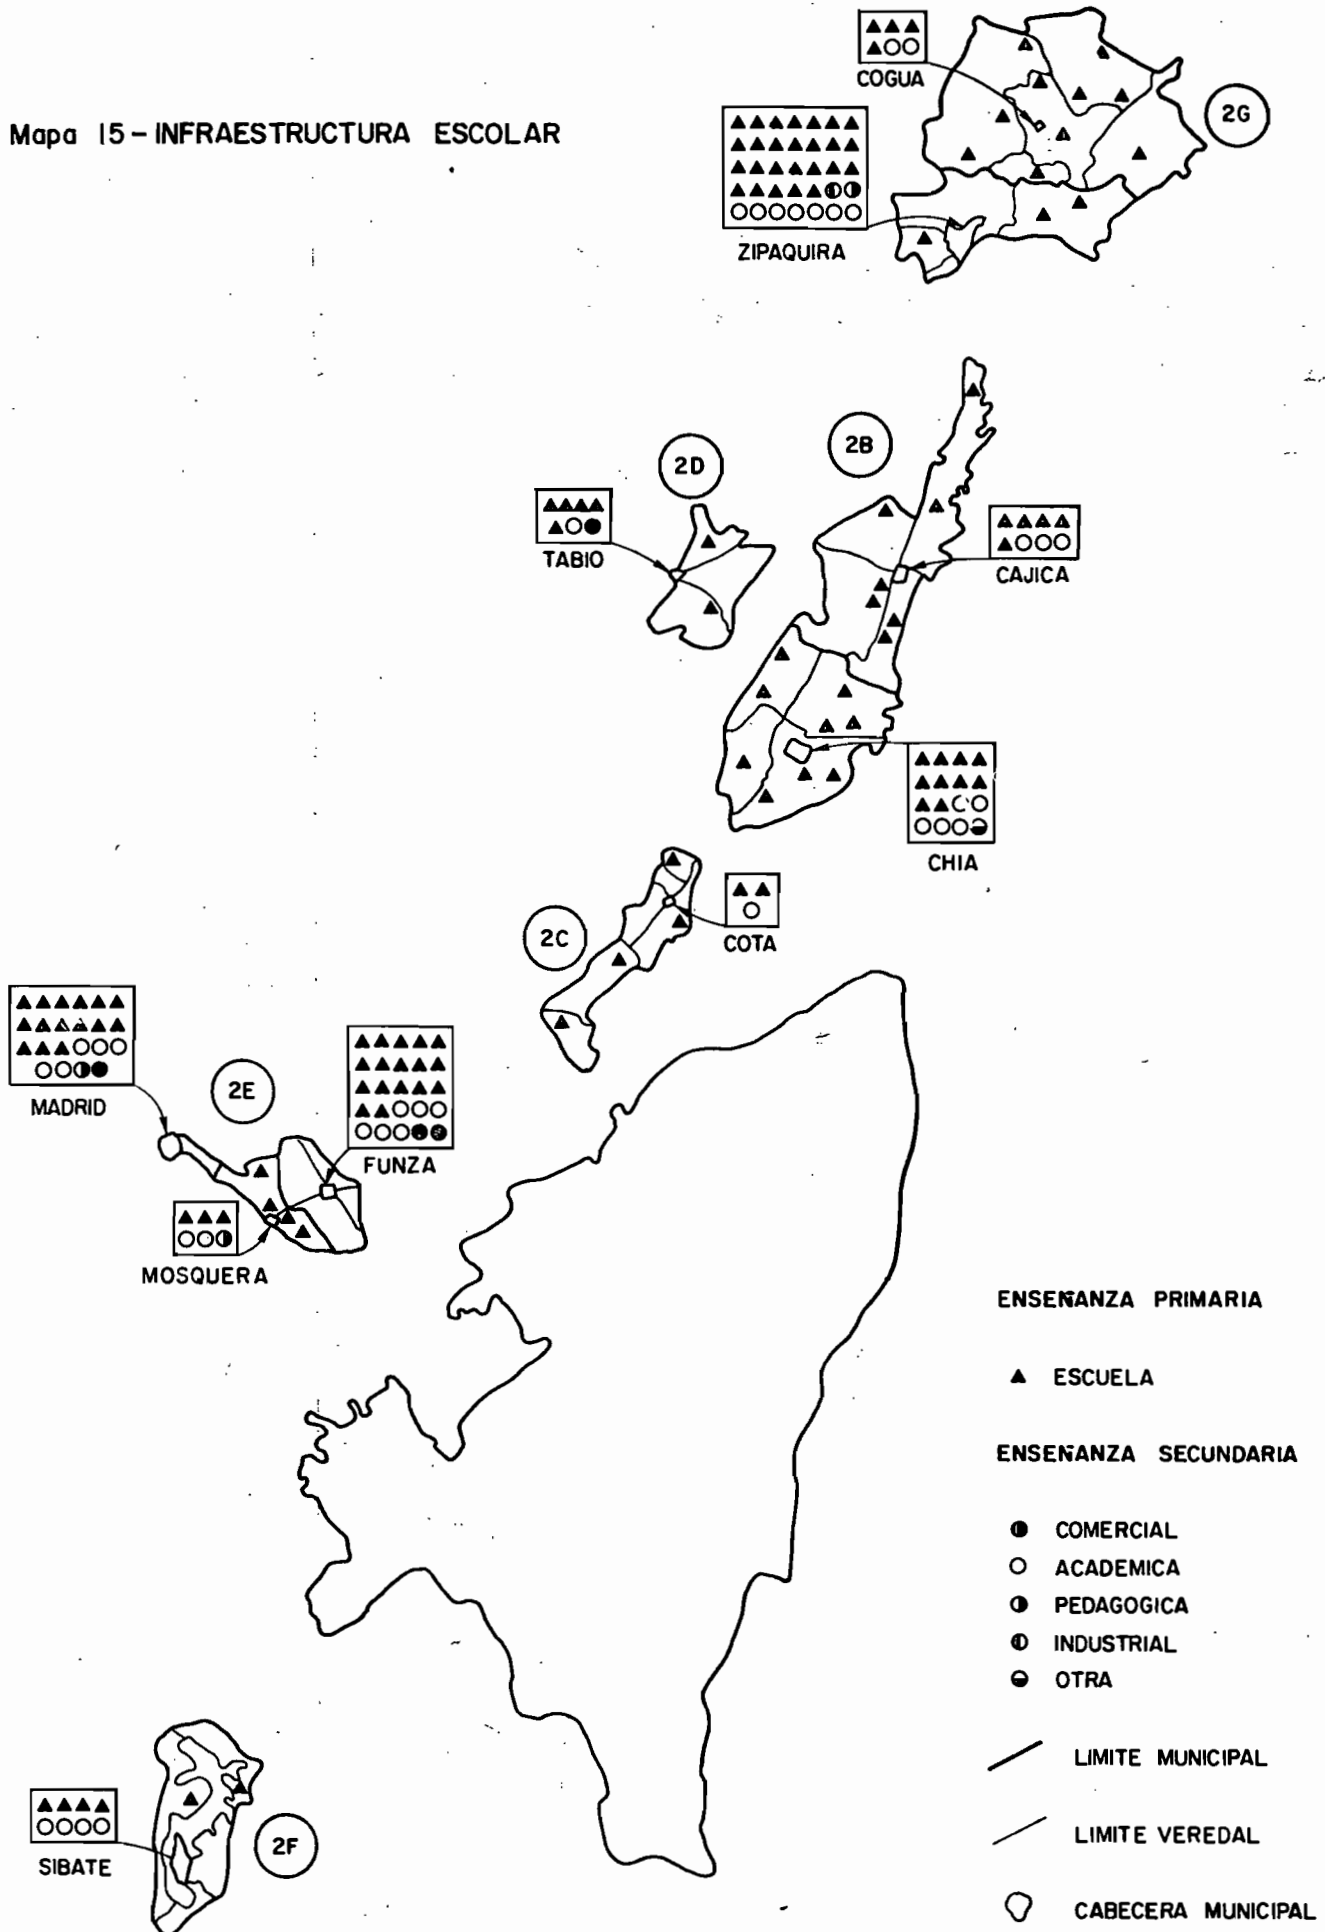 COGUA
2G
Mapa 15 - INFRAESTRUCTURA ESCOLAR
ZIPAQUIRA
2B
2D
TABIO
CAJICA
CHIA
2C
COTA
MADRID
2E
FUNZA
MOSQUERA
ENSEÑANZA PRIMARIA
ESCUELA
ENSEÑANZA SECUNDARIA
COMERCIAL
ACADEMICA
PEDAGOGICA
INDUSTRIAL
OTRA
LIMITE MUNICIPAL
LIMITE VEREDAL
CABECERA MUNICIPAL
2F
SIBATE